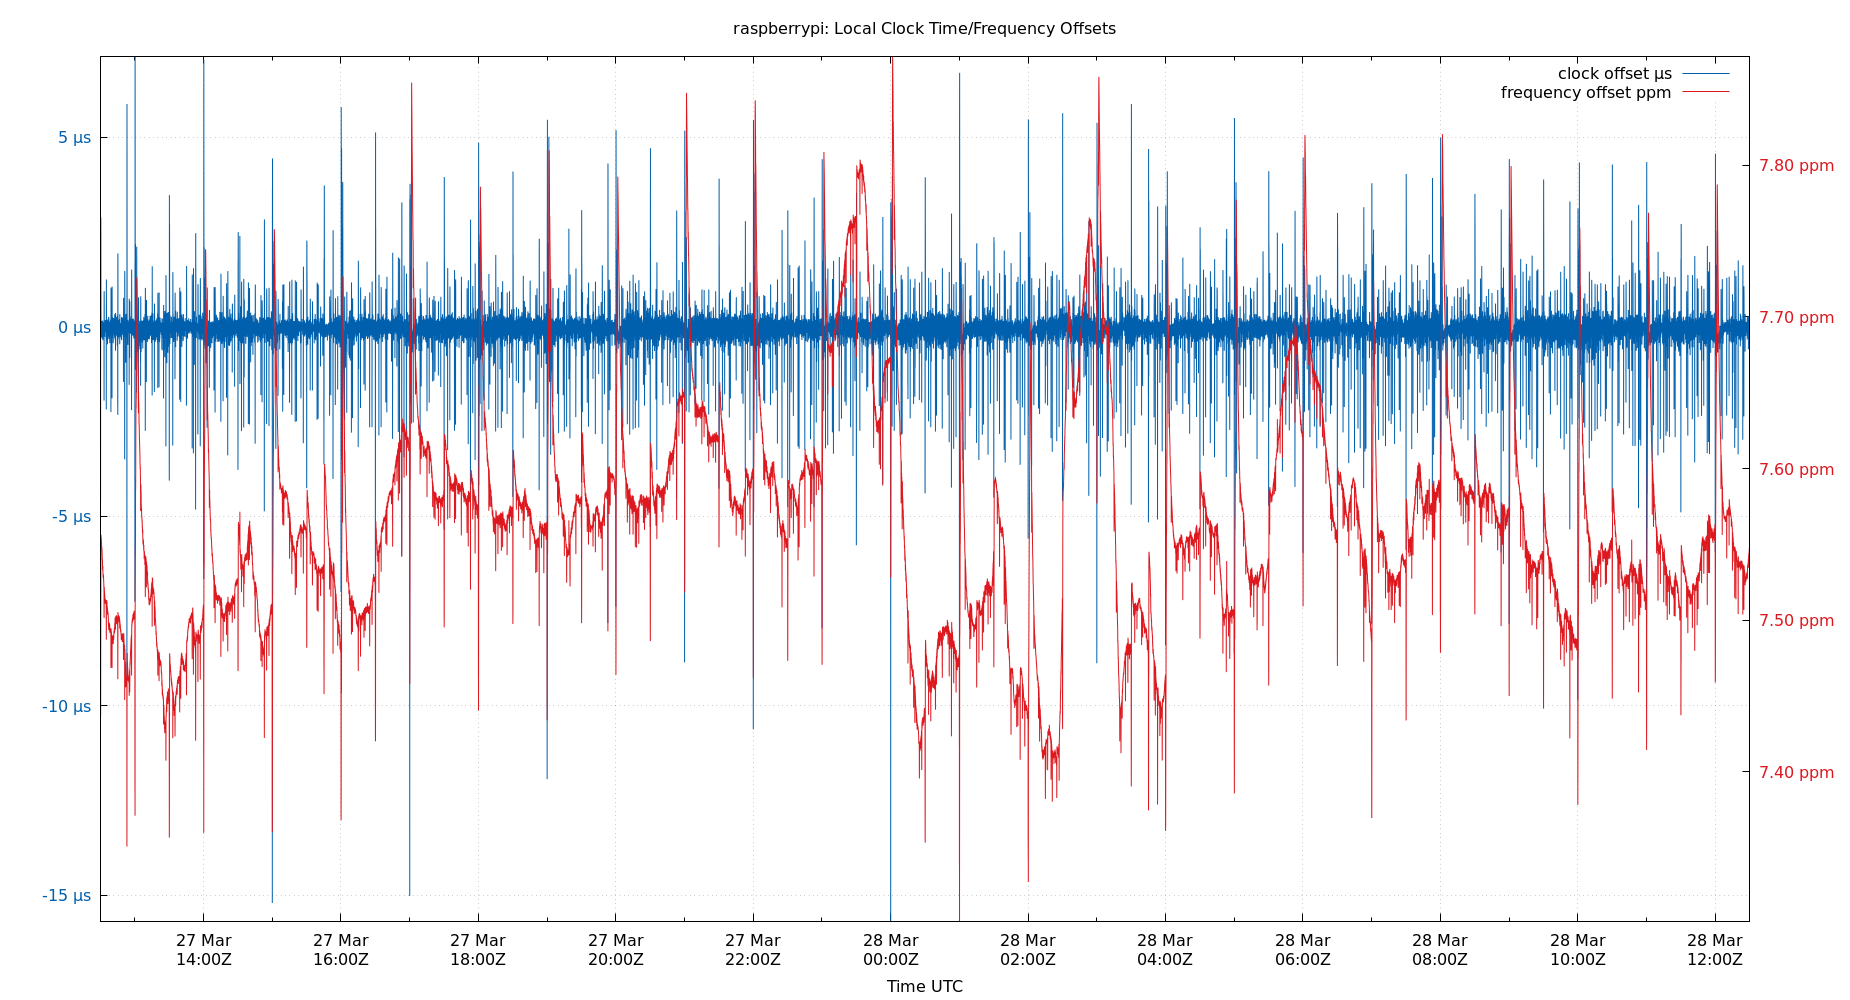 raspberrypi: Local Clock Time/Frequency Offsets
clock offset µs
frequency offset ppm
5 µs
0 µs
-5 µs
-10 µs
-15 µs
7.80 ppm
7.70 ppm
7.60 ppm
7.50 ppm
7.40 ppm
27 Mar 27 Mar 27 Mar 27 Mar 27 Mar 28 Mar 28 Mar 28 Mar 28 Mar 28 Mar 28 Mar 28 Mar
14:00Z 16:00Z 18:00Z 20:00Z 22:00Z 00:00Z 02:00Z 04:00Z 06:00Z 08:00Z 10:00Z 12:00Z
Time UTC